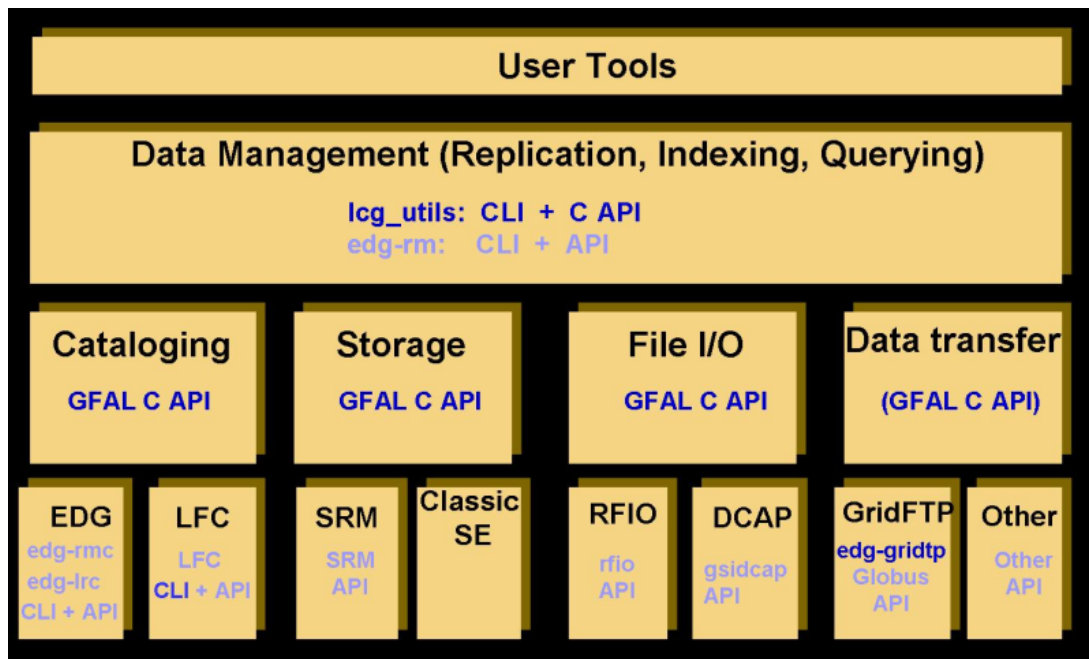 User Tools
Data Management (Replication, Indexing, Querying)
lcg_utils: CLI + C API
edg-rm: CLI + API
Cataloging
GFAL C API
Storage
GFAL C API
File I/O
GFAL C API
Data transfer
(GFAL C API)
EDG
edg-rmc
edg-lrc
CLI + API
LFC
LFC
CLI + API
SRM
SRM
API
Classic
SE
RFIO
rfio
API
DCAP
gsidcap
API
GridFTP
edg-gridtp
Globus
API
Other
Other
API